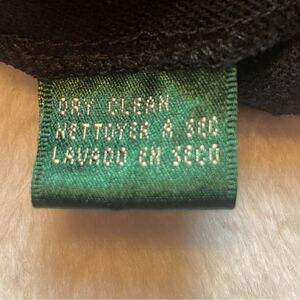 DRY CLEAN
NETTOYER A SEC
LAVADO EN SECO